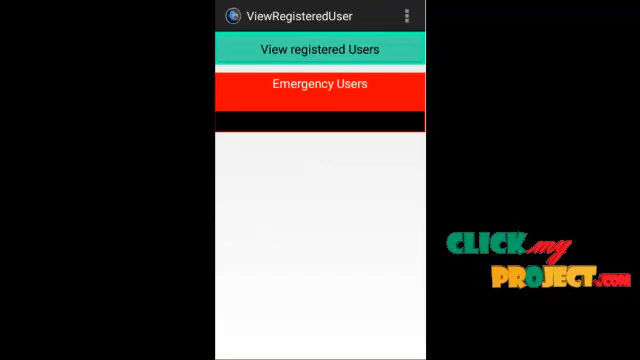 ViewRegisteredUser
View registered Users
Emergency Users
CLICK my
PROJECT.COM